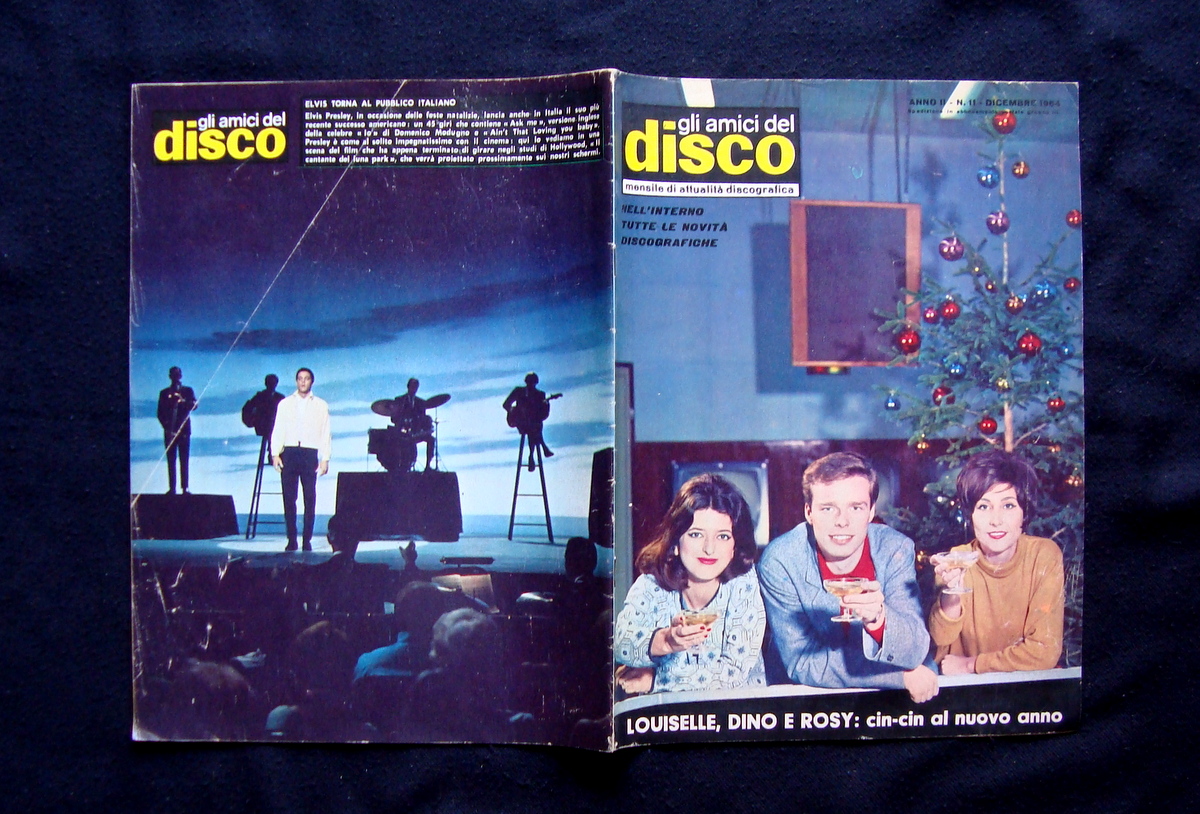 gli amici del
disco
ELVIS TORNA AL PUBBLICO ITALIANO
Elvis Presley, in occasione delle feste natalizie, lancia anche in Italia il suo più
recente successo americano: un 45 giri che contiene « Ask me », versione inglese
della celebre « Io » di Domenico Modugno e « Ain't That Loving you baby ».
Presley è come al solito impegnatissimo con il cinema: qui lo vediamo in una
scena del film che ha appena terminato di girare negli studi di Hollywood, « Il
cantante del luna park », che verrà proiettato prossimamente sui nostri schermi.
ANNO II - N. 11 - DICEMBRE 1964
Spedizione in abbonamento
gli amici del
disco
mensile di attualità discografica
NELL'INTERNO
TUTTE LE NOVITÀ
DISCOGRAFICHE
LOUISELLE, DINO E ROSY: cin-cin al nuovo anno